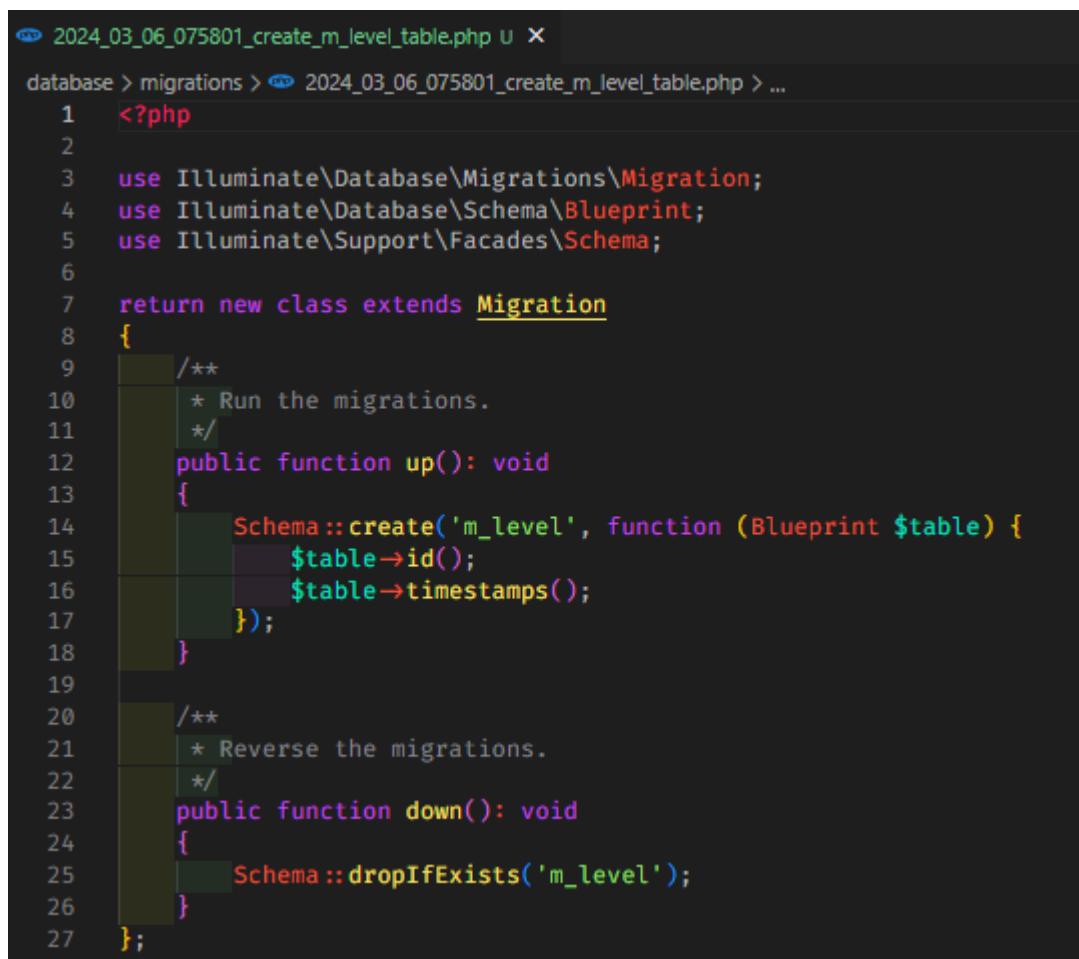 php 2024_03_06_075801_create_m_level_table.php U ×
database > migrations > php 2024_03_06_075801_create_m_level_table.php > ...
1 <?php
2
3 use Illuminate\Database\Migrations\Migration;
4 use Illuminate\Database\Schema\Blueprint;
5 use Illuminate\Support\Facades\Schema;
6
7 return new class extends Migration
8 {
9     /**
10      * Run the migrations.
11      */
12     public function up(): void
13     {
14         Schema::create('m_level', function (Blueprint $table) {
15             $table->id();
16             $table->timestamps();
17         });
18     }
19
20     /**
21      * Reverse the migrations.
22      */
23     public function down(): void
24     {
25         Schema::dropIfExists('m_level');
26     }
27 };